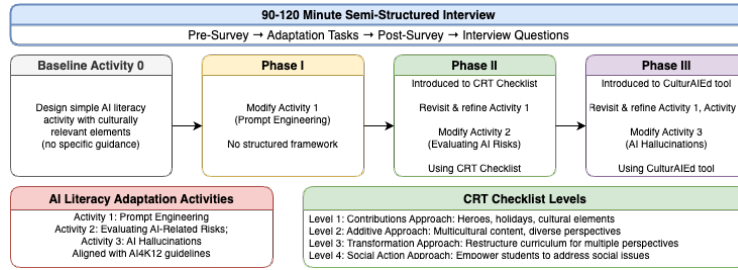 90-120 Minute Semi-Structured Interview
Pre-Survey → Adaptation Tasks → Post-Survey → Interview Questions
Baseline Activity 0
Design simple AI literacy
activity with culturally
relevant elements
(no specific guidance)
Phase I
Modify Activity 1
(Prompt Engineering)
No structured framework
Phase II
Introduced to CRT Checklist
Revisit & refine Activity 1
Modify Activity 2
(Evaluating AI Risks)
Using CRT Checklist
Phase III
Introduced to CulturAIEd tool
Revisit & refine Activity 1, Activity
Modify Activity 3
(AI Hallucinations)
Using CulturAIEd tool
AI Literacy Adaptation Activities
Activity 1: Prompt Engineering
Activity 2: Evaluating AI-Related Risks;
Activity 3: AI Hallucinations
Aligned with AI4K12 guidelines
CRT Checklist Levels
Level 1: Contributions Approach: Heroes, holidays, cultural elements
Level 2: Additive Approach: Multicultural content, diverse perspectives
Level 3: Transformation Approach: Restructure curriculum for multiple perspectives
Level 4: Social Action Approach: Empower students to address social issues